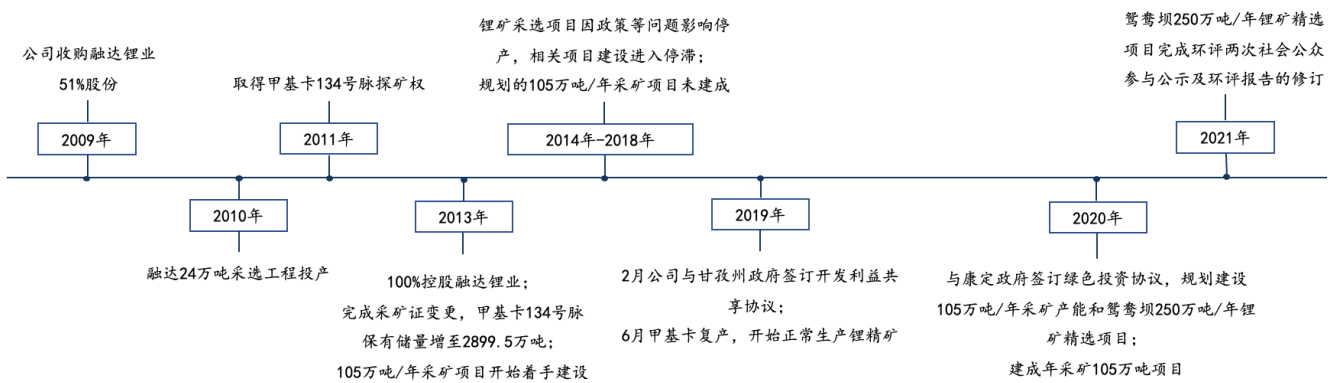 公司收购融达锂业
51%股份
2009年
2010年
融达24万吨采选工程投产
取得甲基卡134号脉探矿权
2011年
2013年
100%控股融达锂业;
完成采矿证变更，甲基卡134号脉
保有储量增至2899.5万吨;
105万吨/年采矿项目开始着手建设
锂矿采选项目因政策等问题影响停
产，相关项目建设进入停滞;
规划的105万吨/年采矿项目未建成
2014年-2018年
2019年
2月公司与甘孜州政府签订开发利益共
享协议;
6月甲基卡复产，开始正常生产锂精矿
2020年
与康定政府签订绿色投资协议，规划建设
105万吨/年采矿产能和鸳鸯坝250万吨/年锂
矿精选项目;
建成年采矿105万吨项目
鸳鸯坝250万吨/年锂矿精选
项目完成环评两次社会公众
参与公示及环评报告的修订
2021年